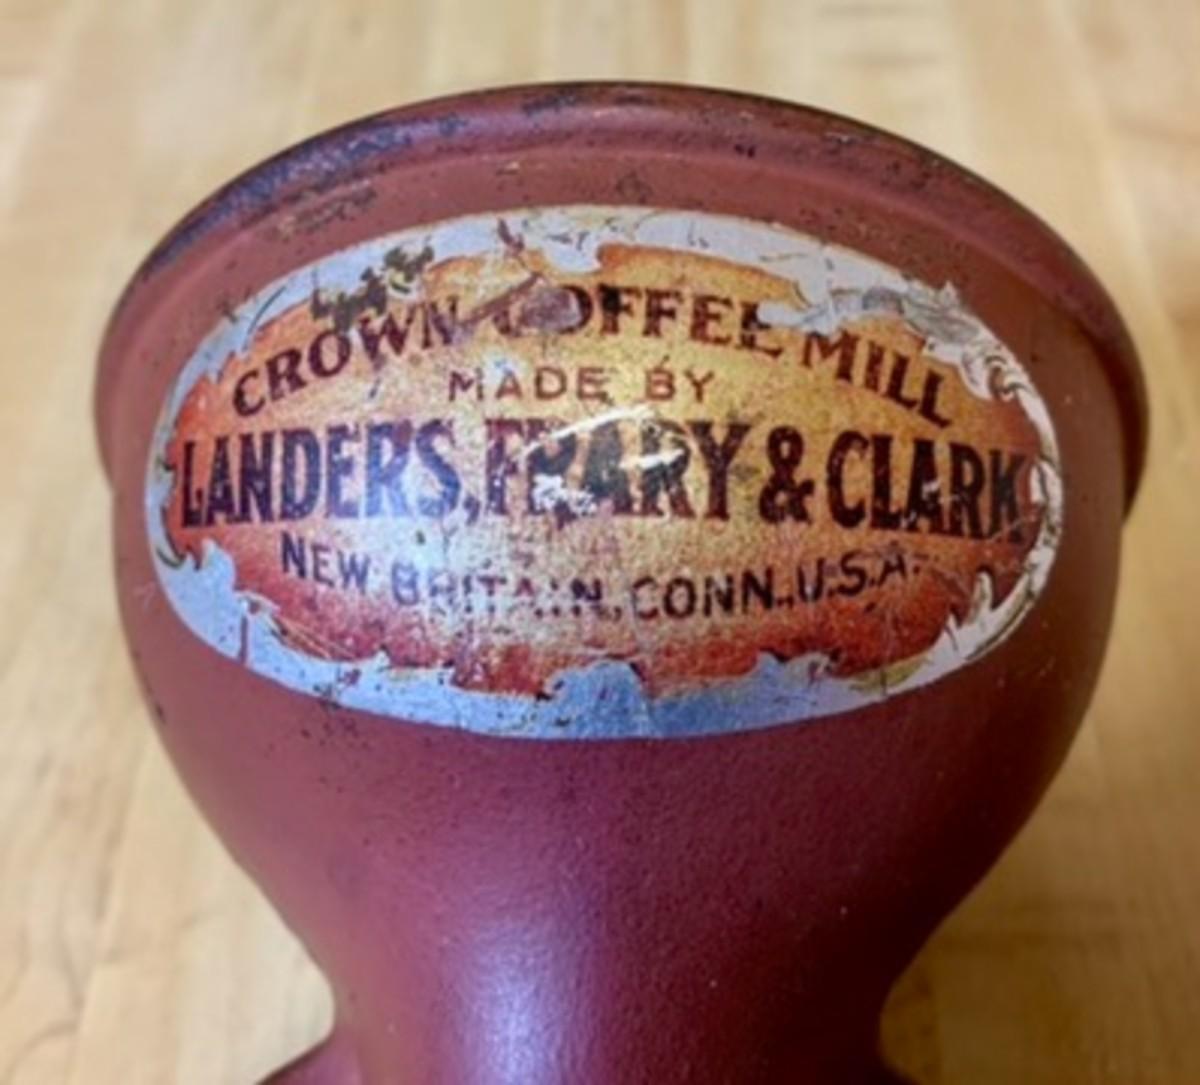 CROWN COFFEE MILL
MADE BY
LANDERS, FRARY & CLARK
NEW BRITAIN, CONN., U.S.A.